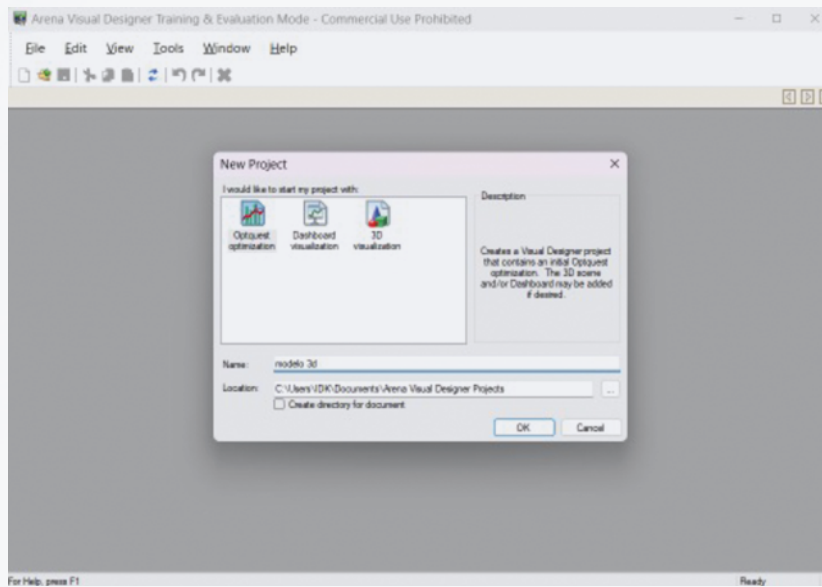 Arena Visual Designer Training & Evaluation Mode - Commercial Use Prohibited
File Edit View Tools Window Help
New Project
I would like to start my project with:
Optquest
optimization
Dashboard
visualization
3D
visualization
Description
Creates a Visual Designer project
that contains an initial Optquest
optimization. The 3D scene
and/or Dashboard may be added
if desired.
Name: modelo 3d
Location: C:\Users\IDK\Documents\Arena Visual Designer Projects
...
Create directory for document
OK Cancel
For Help, press F1 Ready